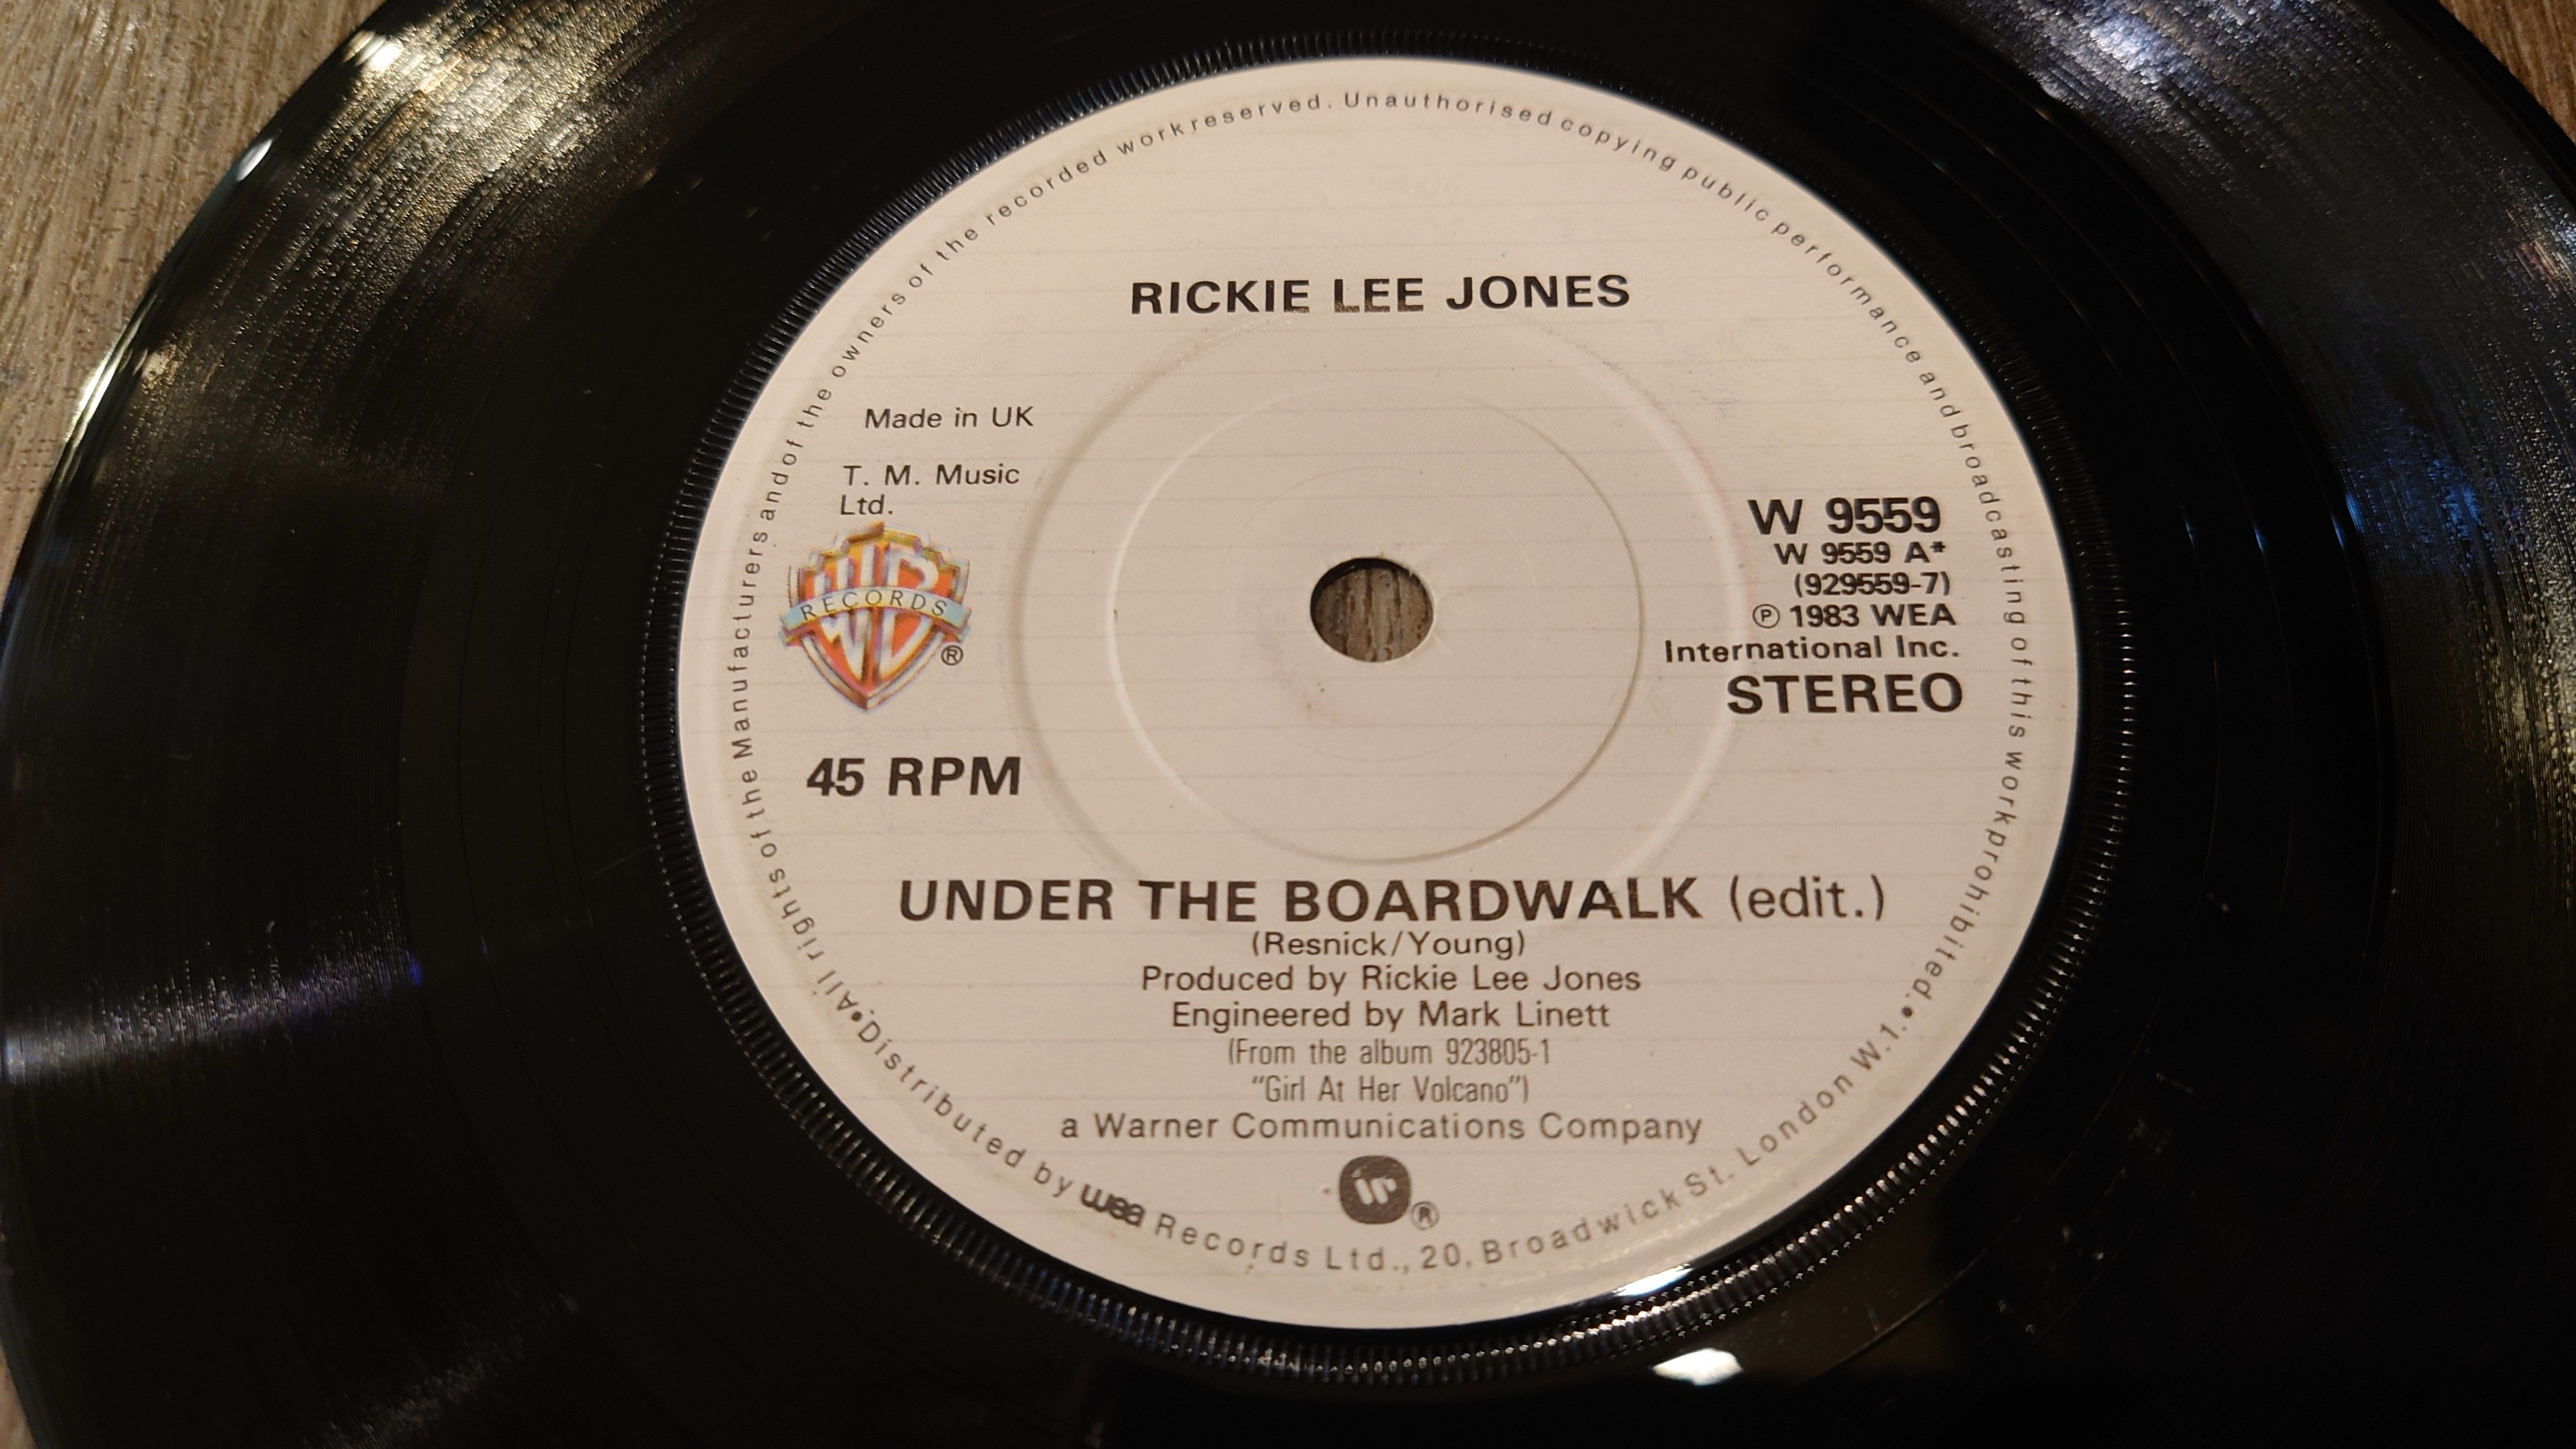 All rights of the Manufacturers and of the owners of the recorded work reserved. Unauthorised copying public performance and broadcasting of this work prohibited.
RICKIE LEE JONES
Made in UK
T. M. Music
Ltd.
WB
RECORDS
®
45 RPM
W 9559
W 9559 A*
(929559-7)
℗ 1983 WEA
International Inc.
STEREO
UNDER THE BOARDWALK (edit.)
(Resnick/Young)
Produced by Rickie Lee Jones
Engineered by Mark Linett
(From the album 923805-1
"Girl At Her Volcano")
a Warner Communications Company
®
•Distributed by wea Records Ltd., 20, Broadwick St. London W.1.•